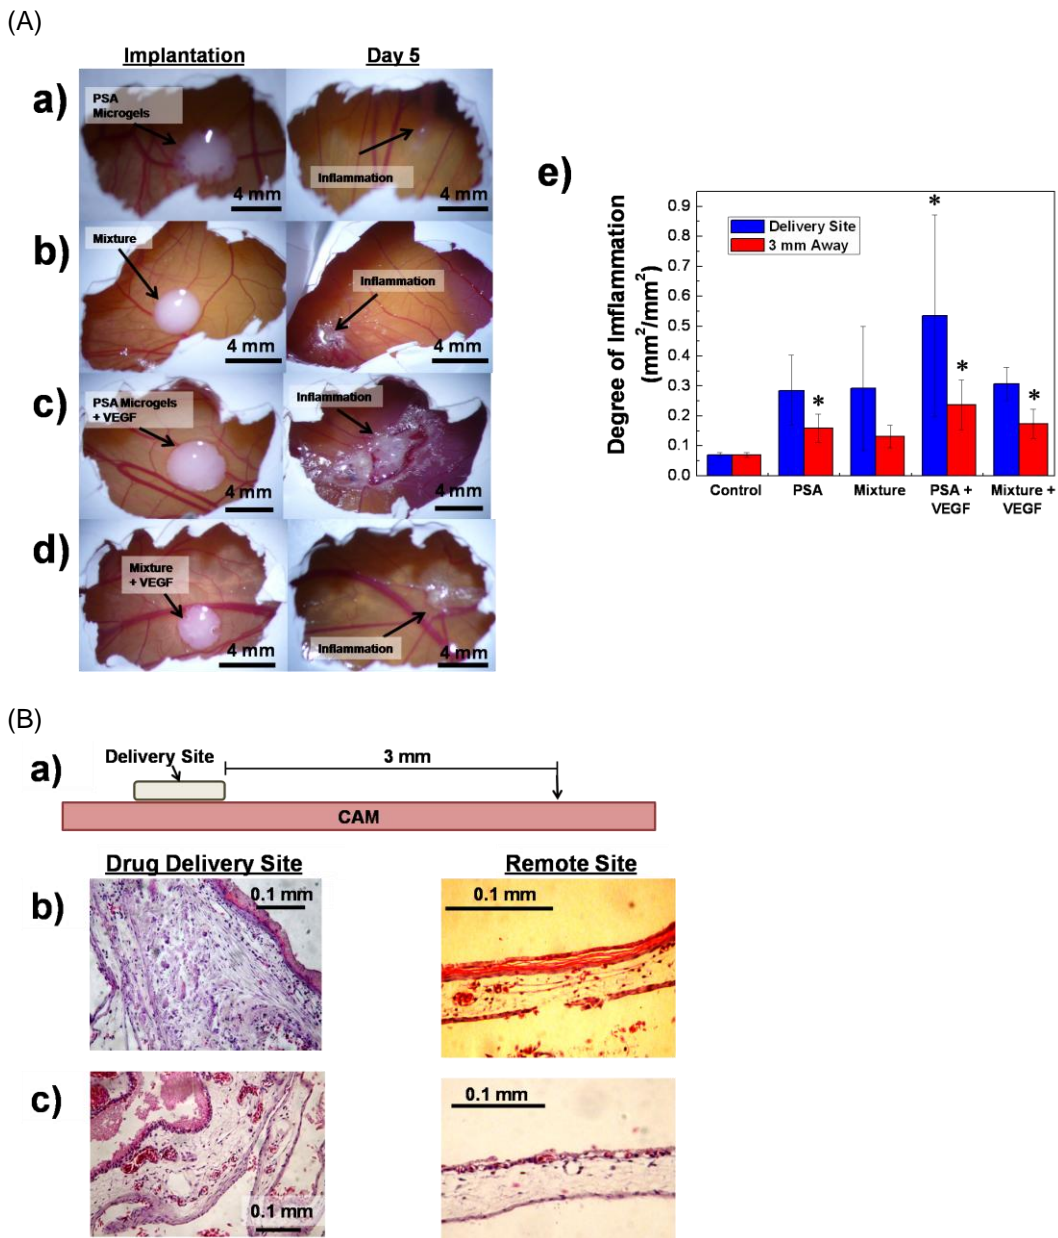 (A)
Implantation
Day 5
a)
PSA
Microgels
Inflammation
4 mm
4 mm
b)
Mixture
Inflammation
4 mm
4 mm
c)
PSA Microgels
+ VEGF
Inflammation
4 mm
4 mm
d)
Mixture
+ VEGF
Inflammation
4 mm
4 mm
e)
Degree of Imflammation
(mm²/mm²)
0.9
0.8
0.7
0.6
0.5
0.4
0.3
0.2
0.1
0.0
Delivery Site
3 mm Away
*
*
*
*
Control
PSA
Mixture
PSA +
VEGF
Mixture +
VEGF
(B)
a)
Delivery Site
3 mm
CAM
Drug Delivery Site
Remote Site
b)
0.1 mm
0.1 mm
c)
0.1 mm
0.1 mm